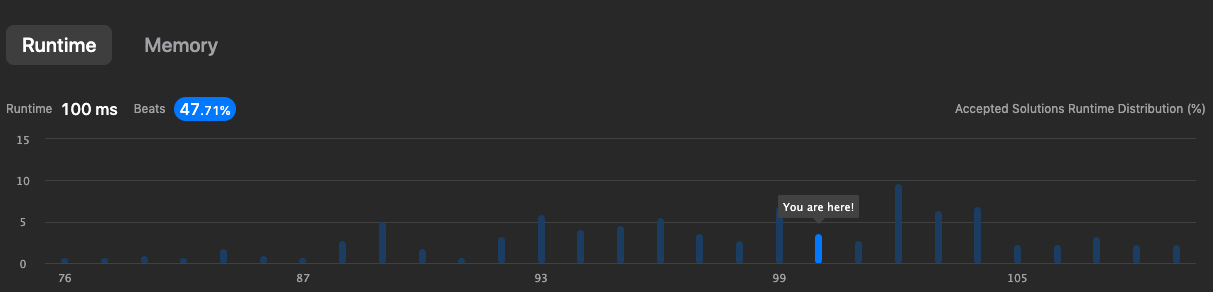 Runtime Memory
Runtime 100 ms Beats 47.71% Accepted Solutions Runtime Distribution (%)
15
10
5
You are here!
0
76 87 93 99 105